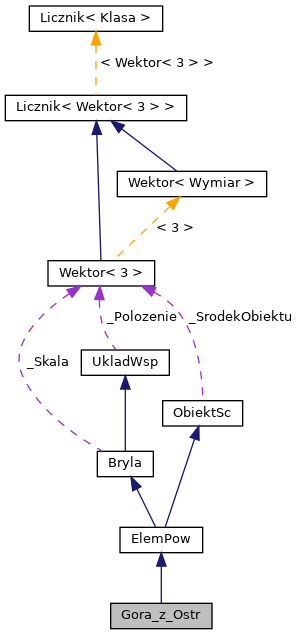 Licznik< Klasa >
< Wektor< 3 > >
Licznik< Wektor< 3 > >
Wektor< Wymiar >
< 3 >
Wektor< 3 >
_Polozenie
_SrodekObiektu
_Skala
UkladWsp
ObiektSc
Bryla
ElemPow
Gora_z_Ostr